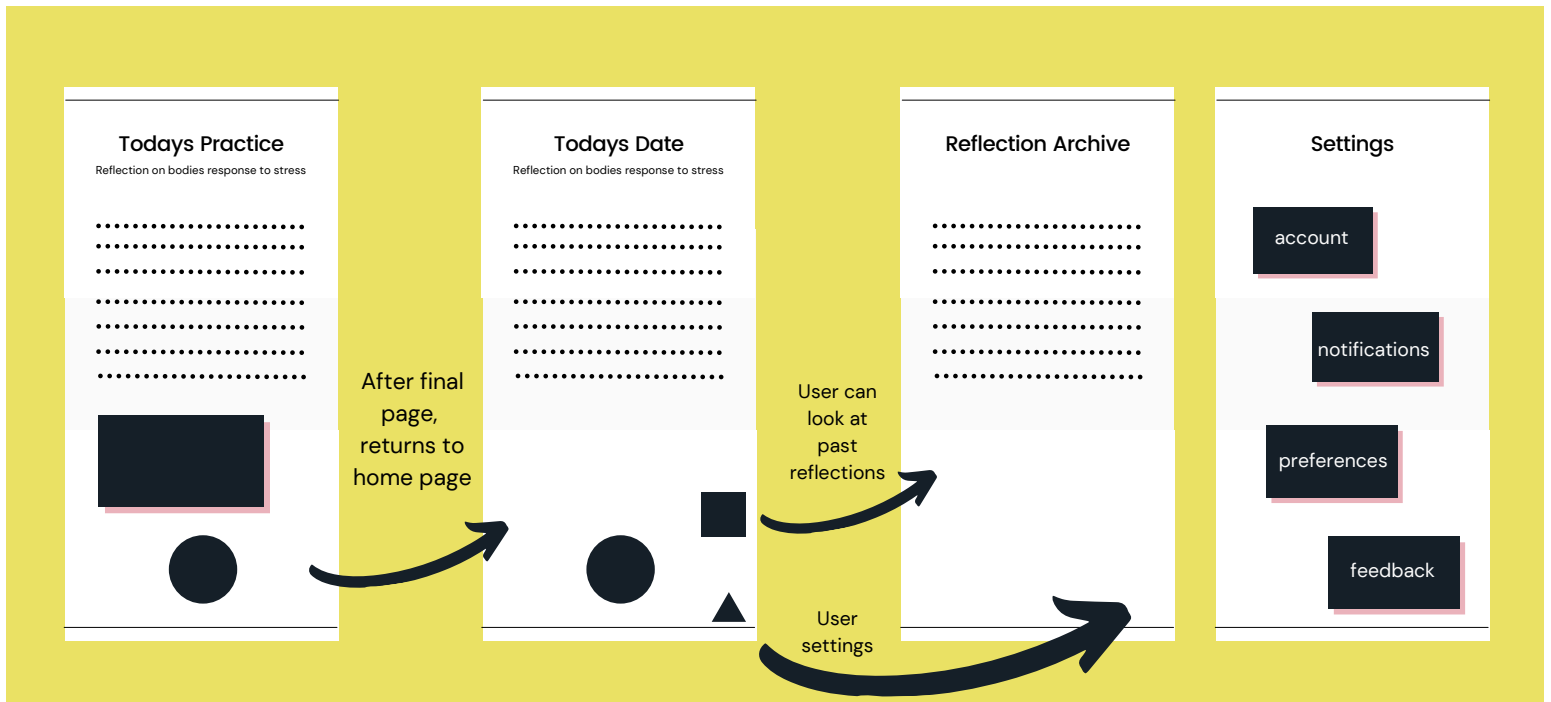 Todays Practice
Reflection on bodies response to stress
After final
page,
returns to
home page
Todays Date
Reflection on bodies response to stress
User can
look at
past
reflections
User
settings
Reflection Archive
Settings
account
notifications
preferences
feedback